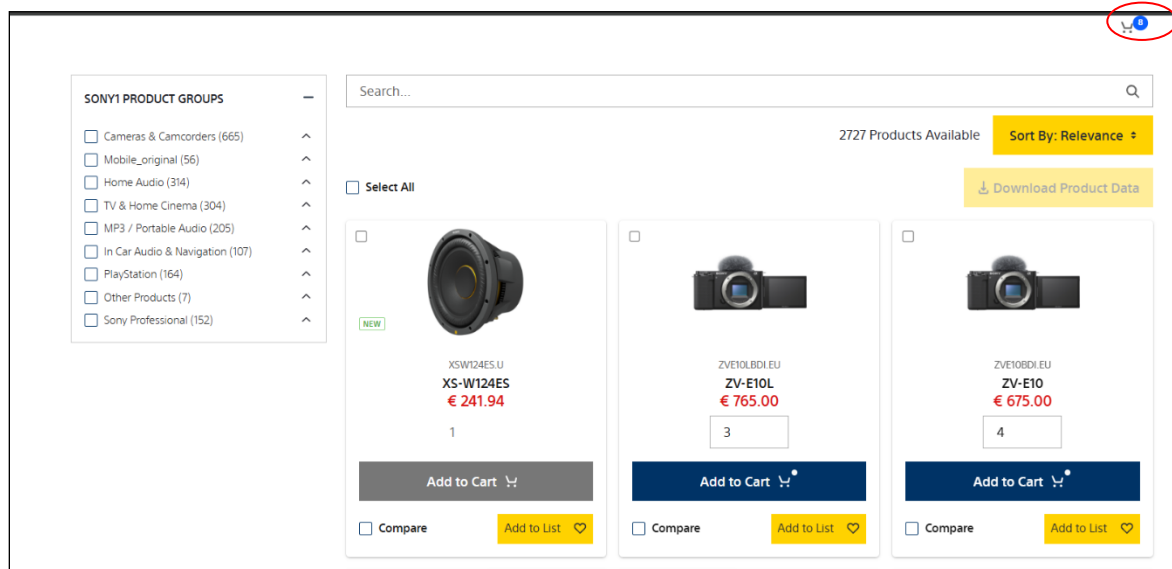 8
SONY1 PRODUCT GROUPS
Cameras & Camcorders (665)
Mobile_original (56)
Home Audio (314)
TV & Home Cinema (304)
MP3 / Portable Audio (205)
In Car Audio & Navigation (107)
PlayStation (164)
Other Products (7)
Sony Professional (152)
Search...
2727 Products Available
Sort By: Relevance
Select All
Download Product Data
NEW
XSW124ES.U
XS-W124ES
€ 241.94
1
Add to Cart
Compare
Add to List
ZVE10LBDI.EU
ZV-E10L
€ 765.00
3
Add to Cart
Compare
Add to List
ZVE10BDI.EU
ZV-E10
€ 675.00
4
Add to Cart
Compare
Add to List